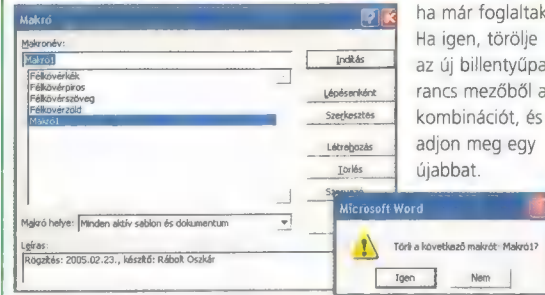 Makró
Makronév:
Makró1
Félkövérkék
Félkövérpiros
Félkövérszöveg
Félkövérzöld
Makró1
Indítás
Lépésenként
Szerkesztés
Létrehozás
Törlés
Makró helye: Minden aktív sablon és dokumentum
Leírás:
Rögzítés: 2005.02.23., készítő: Rábolt Oszkár
ha már foglaltak
Ha igen, törölje
az új billentyűpa
rancs mezőből a
kombinációt, és
adjon meg egy
újabbat.
Microsoft Word
Törli a következő makrót: Makró1?
Igen
Nem